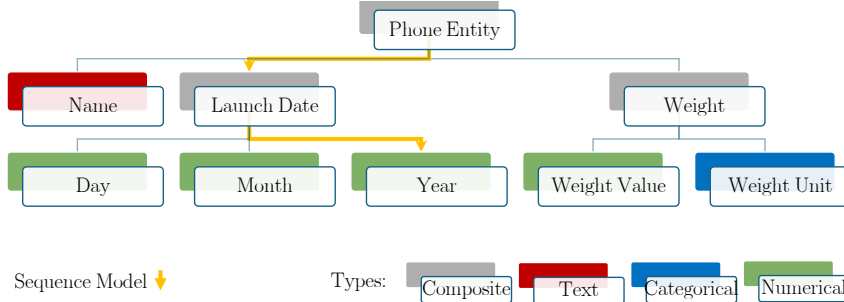 Phone Entity
Name Launch Date Weight
Day Month Year Weight Value Weight Unit
Sequence Model Types: Composite Text Categorical Numerical